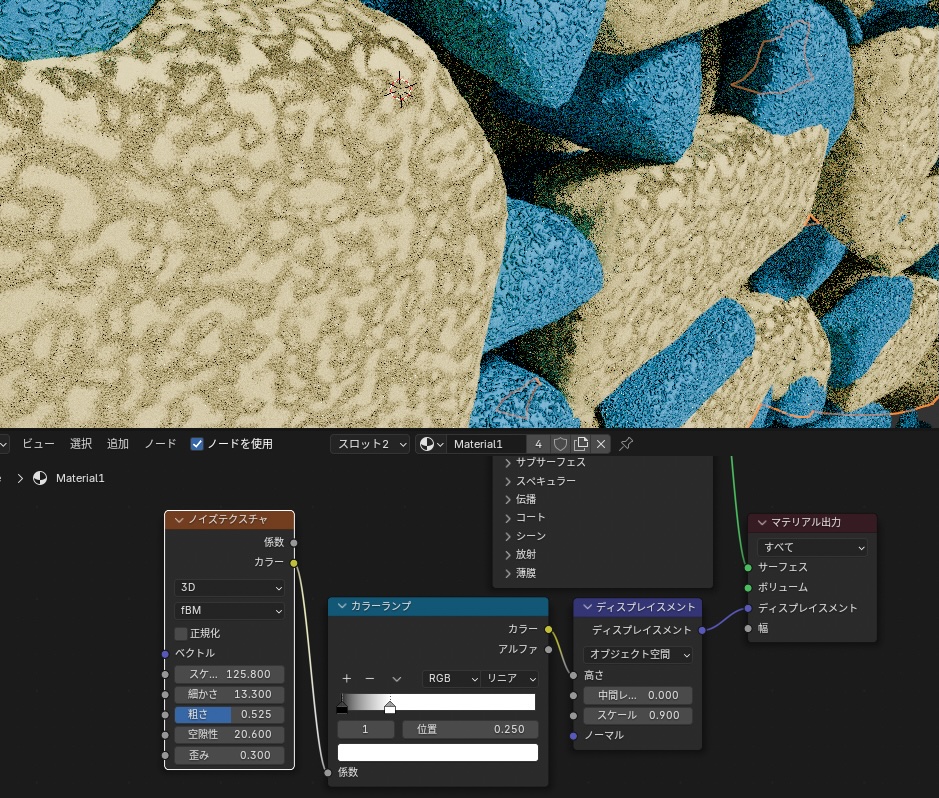 ビュー 選択 追加 ノード ノードを使用 スロット2 Material1 4
e Material1
サブサーフェス
スペキュラー
伝播
コート
シーン
放射
薄膜
ノイズテクスチャ
係数
カラー
3D
fBM
正規化
ベクトル
スケ... 125.800
細かさ 13.300
粗さ 0.525
空隙性 20.600
歪み 0.300
カラーランプ
カラー
アルファ
RGB リニア
1 位置 0.250
係数
ディスプレイスメント
ディスプレイスメント
オブジェクト空間
高さ
中間レ... 0.000
スケール 0.900
ノーマル
マテリアル出力
すべて
サーフェス
ボリューム
ディスプレイスメント
幅